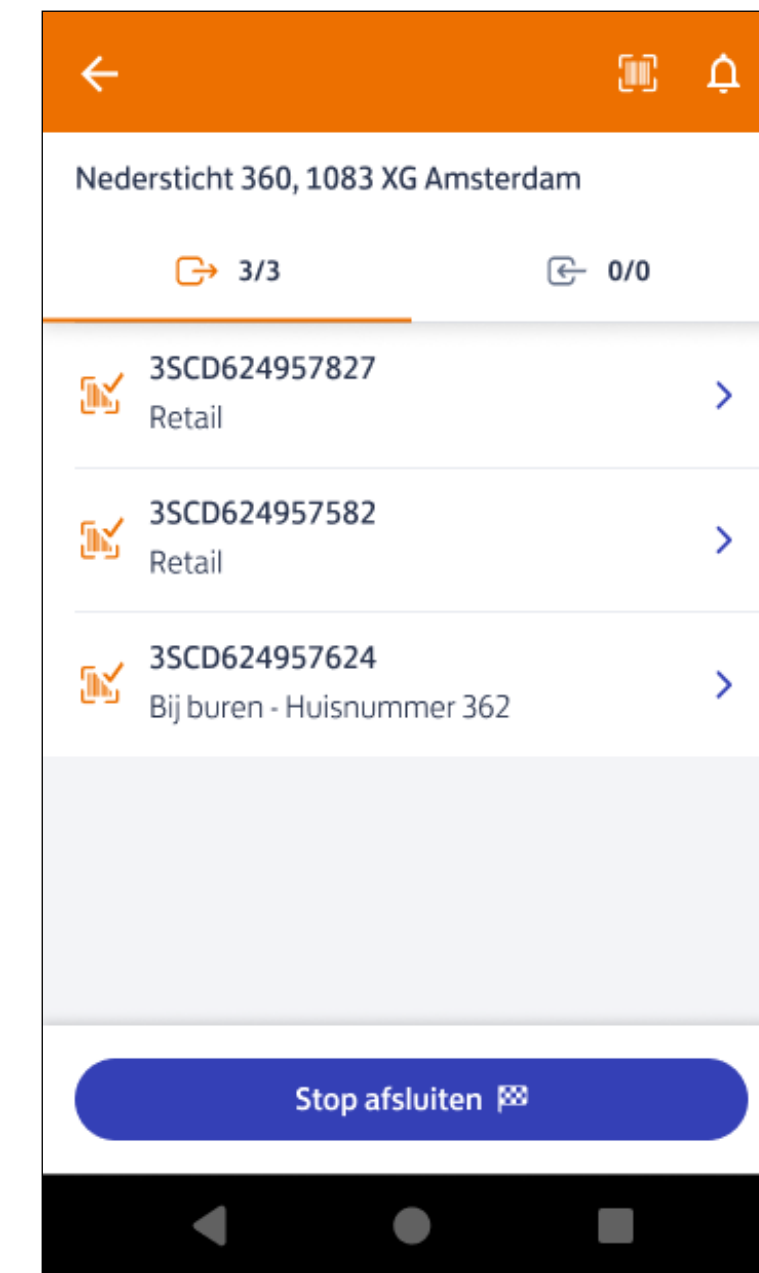 Nedersticht 360, 1083 XG Amsterdam
3/3
0/0
3SCD624957827
Retail
3SCD624957582
Retail
3SCD624957624
Bij buren - Huisnummer 362
Stop afsluiten